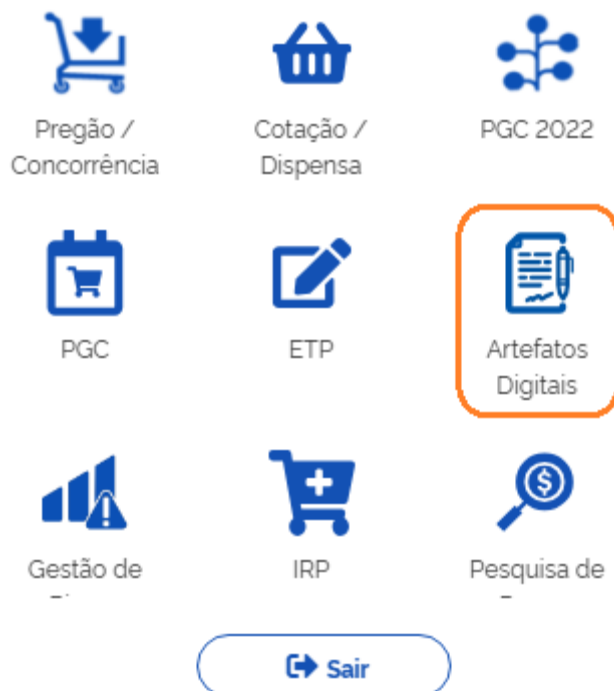 Pregão /
Concorrência
Cotação /
Dispensa
PGC 2022
PGC
ETP
Artefatos
Digitais
Gestão de
IRP
Pesquisa de
Sair